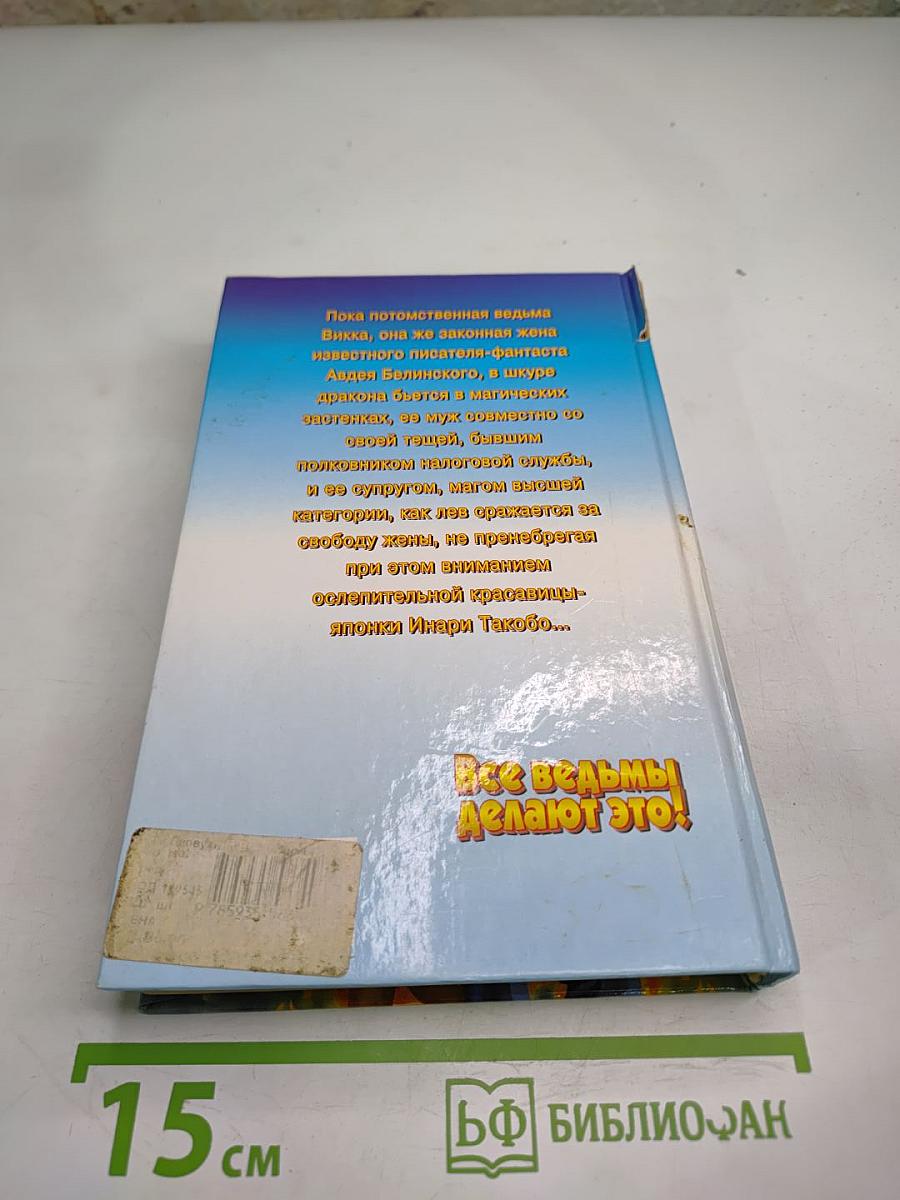 Пока потомственная ведьма
Викка, она же законная жена
известного писателя-фантаста
Авдея Белинского, в шкуре
дракона бьется в магических
застенках, ее муж совместно со
своей тещей, бывшим
полковником налоговой службы,
и ее супругом, магом высшей
категории, как лев сражается за
свободу жены, не пренебрегая
при этом вниманием
ослепительной красавицы-
японки Инари Такобо...
Все ведьмы
делают это!
15 см
БФ БИБЛИОФАН